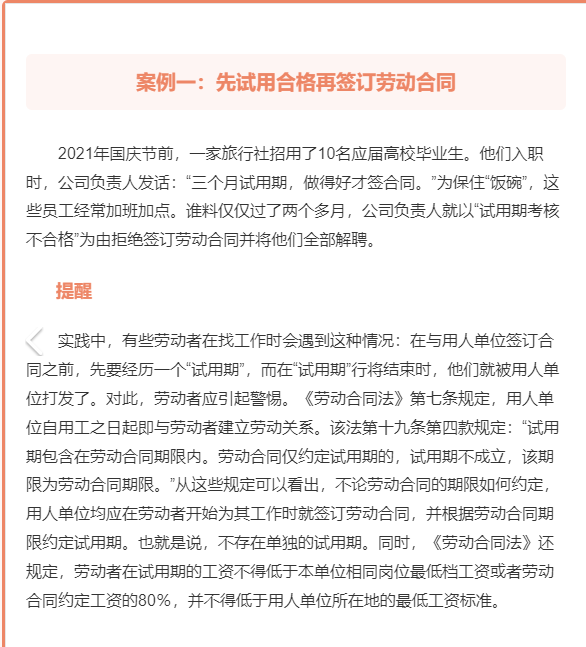 案例一：先试用合格再签订劳动合同
2021年国庆节前，一家旅行社招用了10名应届高校毕业生。他们入职
时，公司负责人发话：“三个月试用期，做得好才签合同。”为保住“饭碗”，这
些员工经常加班加点。谁料仅仅过了两个多月，公司负责人就以“试用期考核
不合格”为由拒绝签订劳动合同并将他们全部解聘。
提醒
实践中，有些劳动者在找工作时会遇到这种情况：在与用人单位签订合
同之前，先要经历一个“试用期”，而在“试用期”行将结束时，他们就被用人单
位打发了。对此，劳动者应引起警惕。《劳动合同法》第七条规定，用人单
位自用工之日起即与劳动者建立劳动关系。该法第十九条第四款规定：“试用
期包含在劳动合同期限内。劳动合同仅约定试用期的，试用期不成立，该期
限为劳动合同期限。”从这些规定可以看出，不论劳动合同的期限如何约定，
用人单位均应在劳动者开始为其工作时就签订劳动合同，并根据劳动合同期
限约定试用期。也就是说，不存在单独的试用期。同时，《劳动合同法》还
规定，劳动者在试用期的工资不得低于本单位相同岗位最低档工资或者劳动
合同约定工资的80%，并不得低于用人单位所在地的最低工资标准。